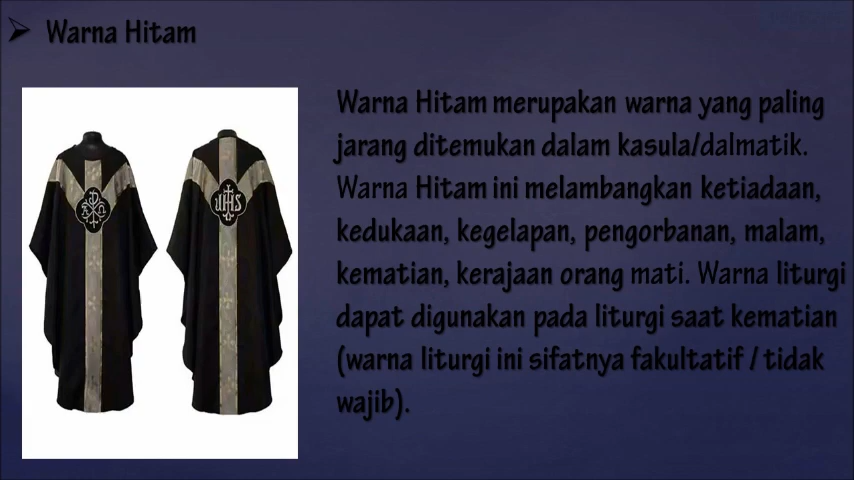 Warna Hitam
Warna Hitam merupakan warna yang paling
jarang ditemukan dalam kasula/dalmatik.
Warna Hitam ini melambangkan ketiadaan,
kedukaan, kegelapan, pengorbanan, malam,
kematian, kerajaan orang mati. Warna liturgi
dapat digunakan pada liturgi saat kematian
(warna liturgi ini sifatnya fakultatif / tidak
wajib).
IHS